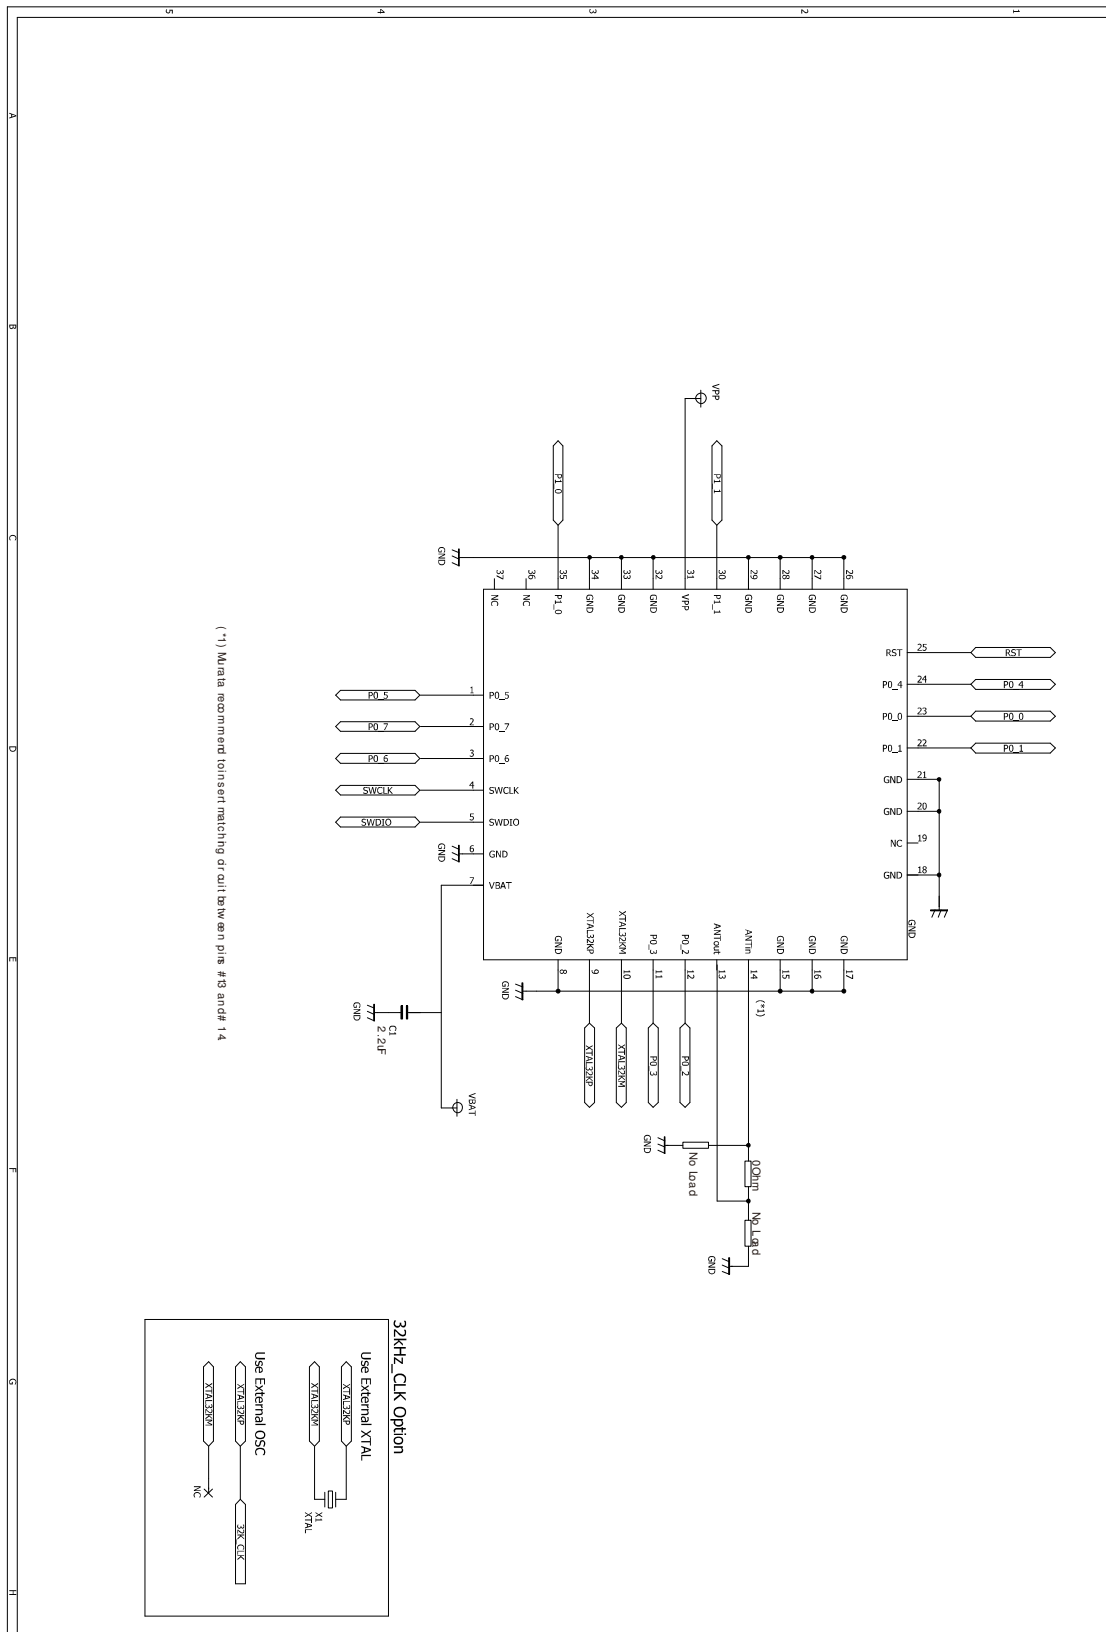 5
4
3
2
1
A
B
C
D
E
F
G
H
VPP
P1_1
P1_0
GND
37
36
35
34
33
32
31
30
29
28
27
26
NC
NC
P1_0
GND
GND
GND
VPP
P1_1
GND
GND
GND
GND
RST 25 RST
P0_4 24 P0_4
P0_0 23 P0_0
P0_1 22 P0_1
GND 21
GND 20
NC 19
GND 18
GND
P0_5 1 P0_5
P0_7 2 P0_7
P0_6 3 P0_6
SWCLK 4 SWCLK
SWDIO 5 SWDIO
GND 6 GND
7 VBAT
GND
XTAL32KP
XTAL32KM
P0_3
P0_2
ANTout
ANTin
GND
GND
GND
8
9
10
11
12
13
14
15
16
17
GND
(*1)
XTAL32KP
XTAL32KM
P0_3
P0_2
GND
C1
2.2uF
VBAT
GND
No Load
0Ohm
No Load
GND
(*1) Murata recommend to insert matching circuit between pins #13 and #14
32kHz_CLK Option
Use External XTAL
XTAL32KP
XTAL32KM
X1
XTAL
Use External OSC
XTAL32KP
32K_CLK
XTAL32KM
NC